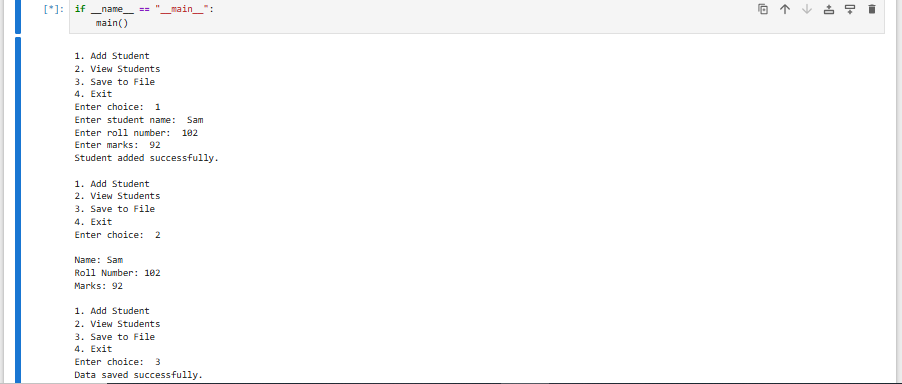 [*]: if __name__ == "__main__":
main()
1. Add Student
2. View Students
3. Save to File
4. Exit
Enter choice:  1
Enter student name:  Sam
Enter roll number:  102
Enter marks:  92
Student added successfully.
1. Add Student
2. View Students
3. Save to File
4. Exit
Enter choice:  2
Name: Sam
Roll Number: 102
Marks: 92
1. Add Student
2. View Students
3. Save to File
4. Exit
Enter choice:  3
Data saved successfully.